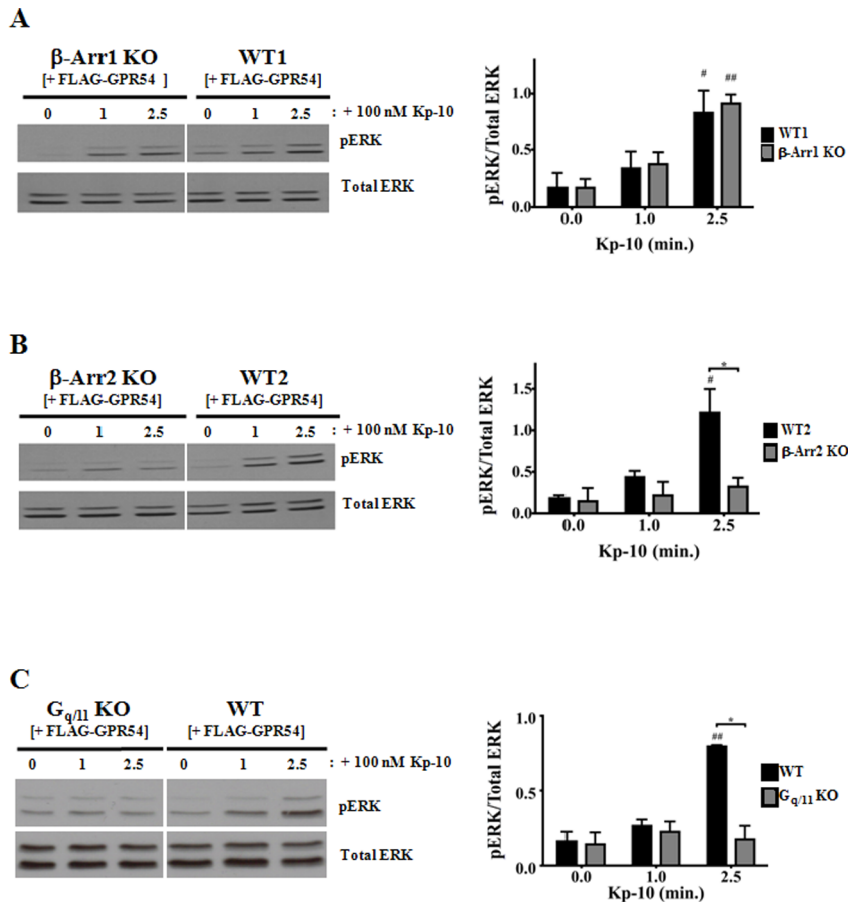 A
β-Arr1 KO
[+ FLAG-GPR54 ]
WT1
[+ FLAG-GPR54]
0 1 2.5 0 1 2.5 : + 100 nM Kp-10
pERK
Total ERK
pERK/Total ERK
1.0
0.5
0.0
0.0 1.0 2.5
Kp-10 (min.)
# ##
WT1
β-Arr1 KO
B
β-Arr2 KO
[+ FLAG-GPR54]
WT2
[+ FLAG-GPR54]
0 1 2.5 0 1 2.5 : + 100 nM Kp-10
pERK
Total ERK
pERK/Total ERK
1.5
1.0
0.5
0.0
0.0 1.0 2.5
Kp-10 (min.)
*
#
WT2
β-Arr2 KO
C
Gq/11 KO
[+ FLAG-GPR54]
WT
[+ FLAG-GPR54]
0 1 2.5 0 1 2.5 : + 100 nM Kp-10
pERK
Total ERK
pERK/Total ERK
1.0
0.5
0.0
0.0 1.0 2.5
Kp-10 (min.)
*
##
WT
Gq/11 KO